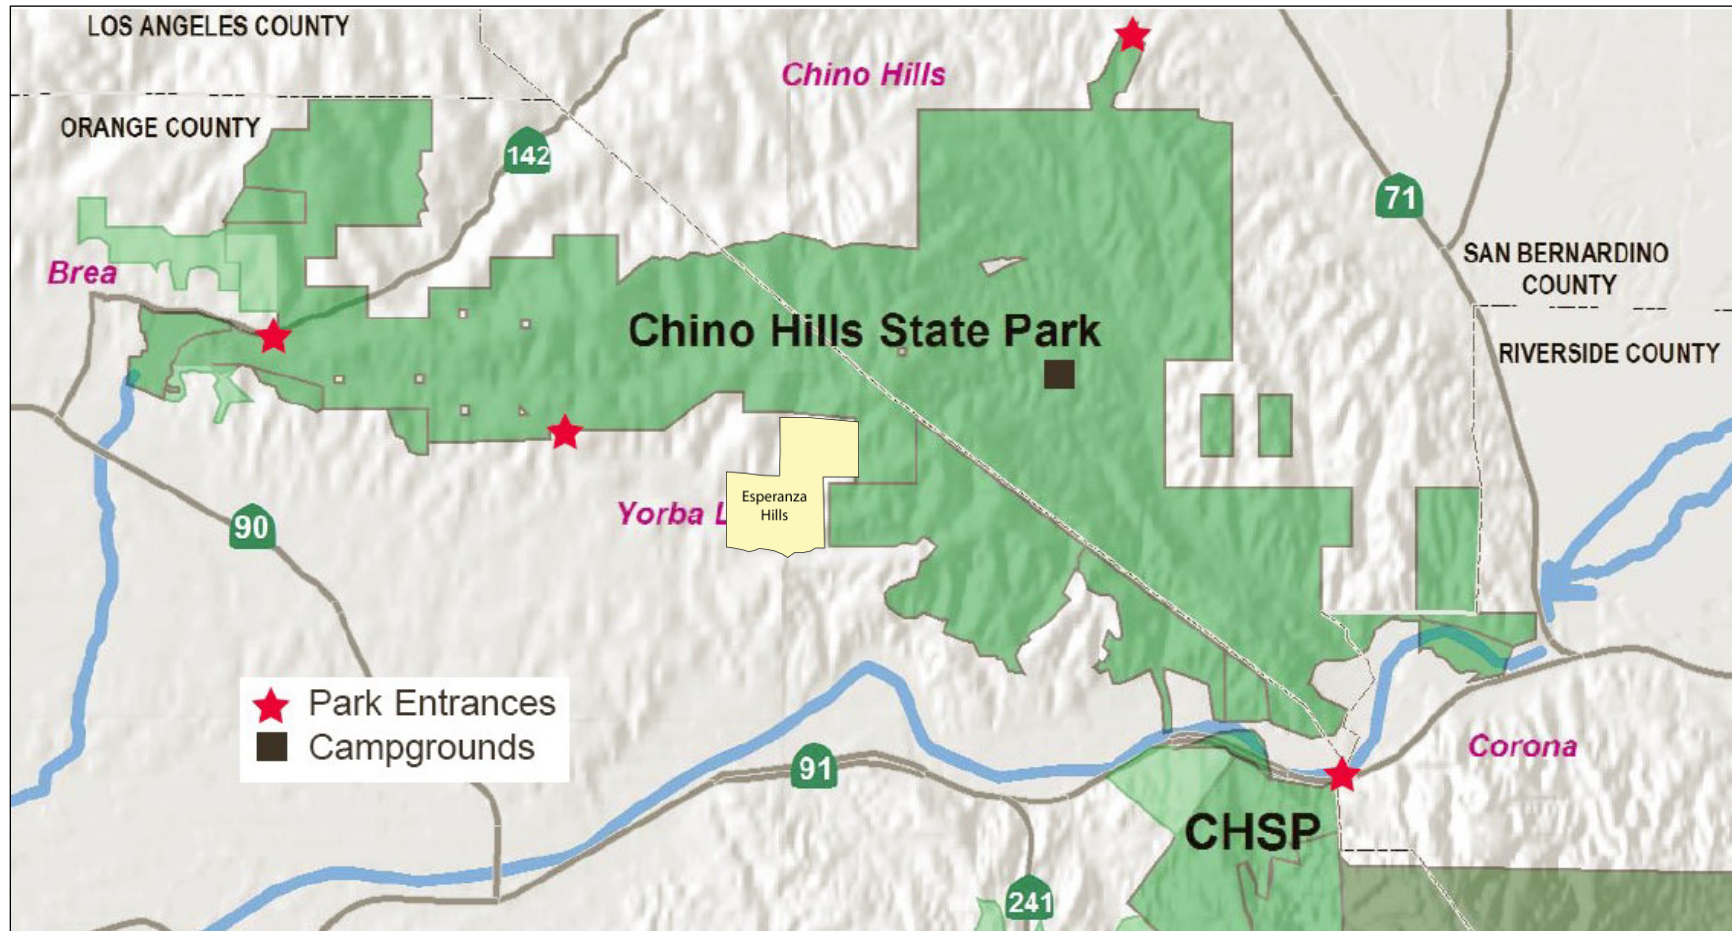 LOS ANGELES COUNTY
Chino Hills
ORANGE COUNTY
142
71
SAN BERNARDINO
COUNTY
Brea
Chino Hills State Park
RIVERSIDE COUNTY
Esperanza
Hills
Yorba L
90
Park Entrances
Campgrounds
91
Corona
CHSP
241